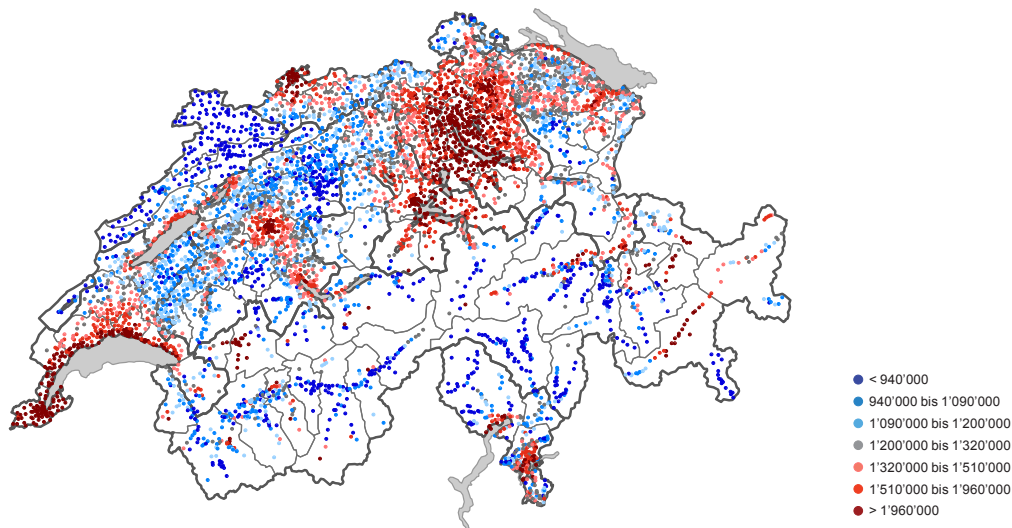 < 940’000
940’000 bis 1’090’000
1’090’000 bis 1’200’000
1’200’000 bis 1’320’000
1’320’000 bis 1’510’000
1’510’000 bis 1’960’000
> 1’960’000